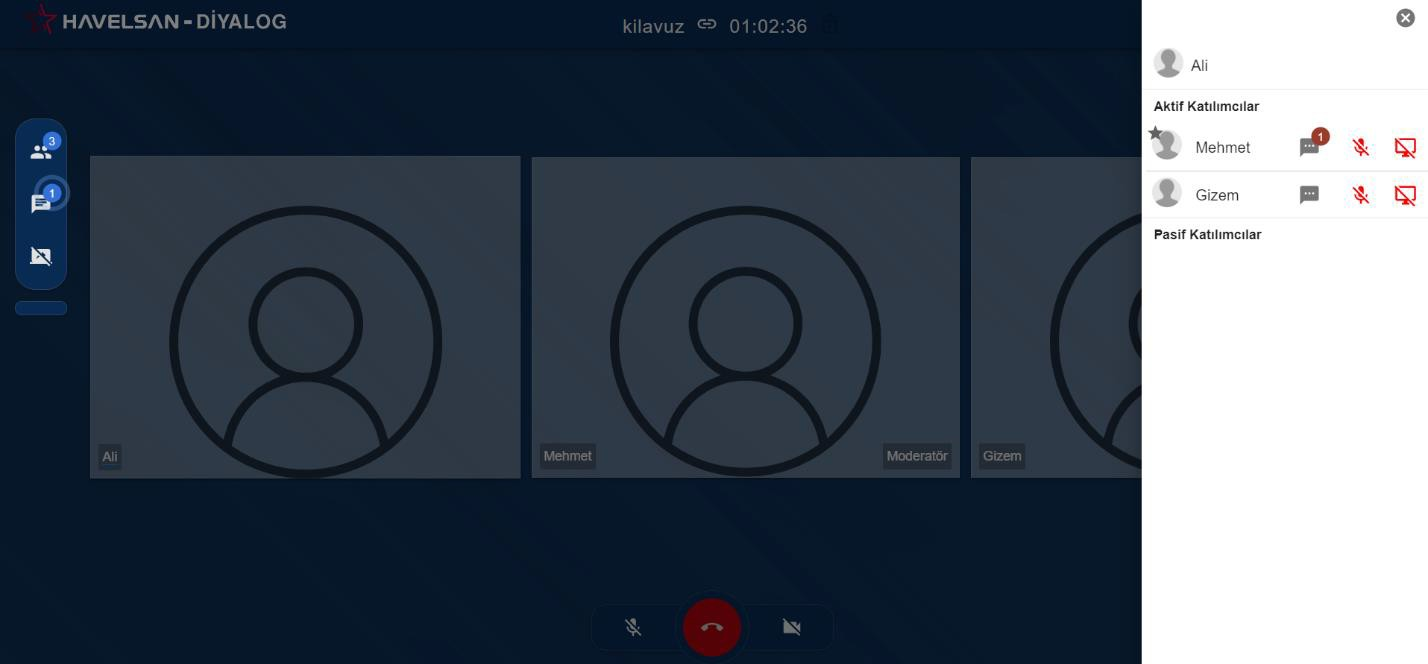 HAVELSAN - DİYALOG
kilavuz 01:02:36
3
1
Ali
Mehmet
Moderatör
Gizem
Ali
Aktif Katılımcılar
Mehmet 1
Gizem
Pasif Katılımcılar